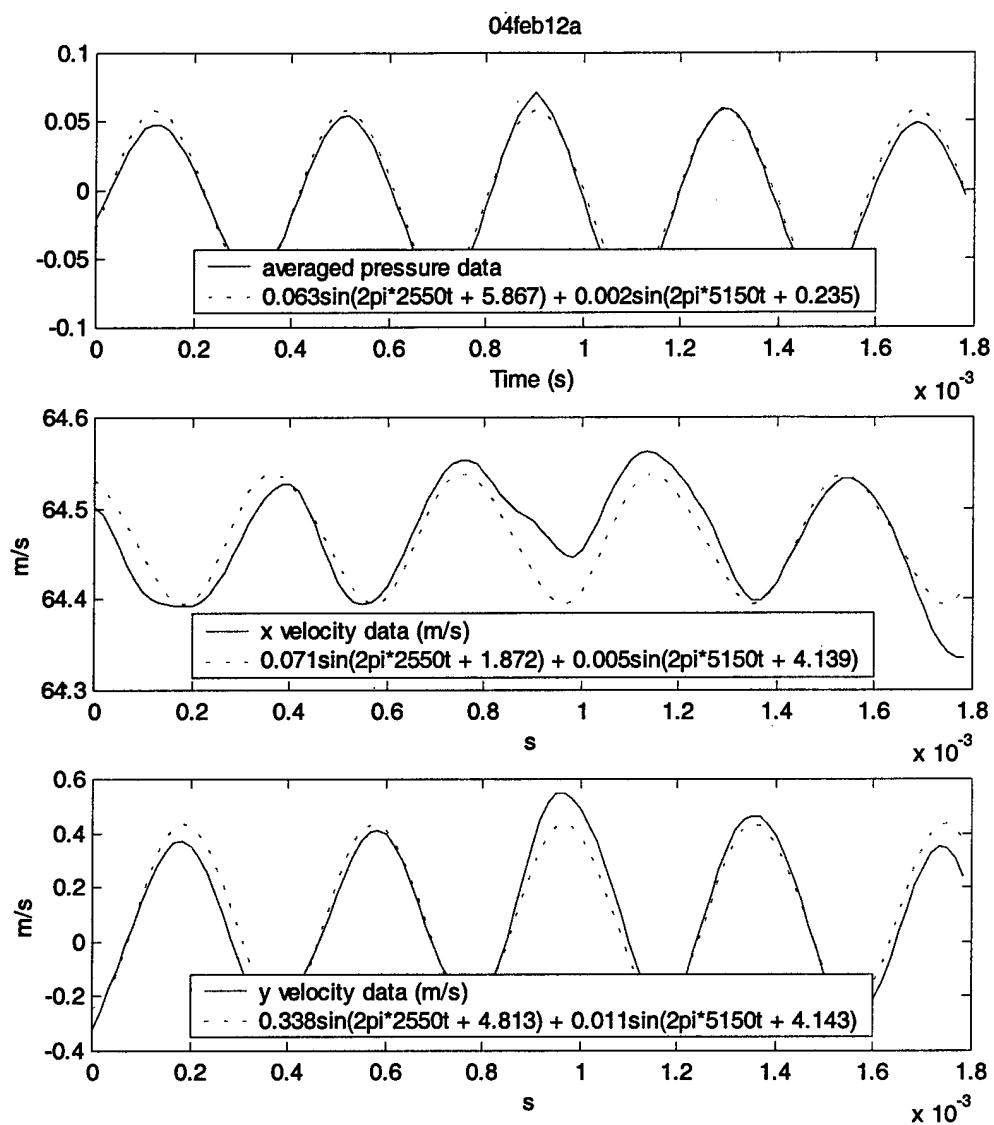 04feb12a
0.1
0.05
0
-0.05
-0.1
averaged pressure data
0.063sin(2pi*2550t + 5.867) + 0.002sin(2pi*5150t + 0.235)
0 0.2 0.4 0.6 0.8 1 1.2 1.4 1.6 1.8
Time (s)
x 10^-3
64.6
64.5
64.4
64.3
m/s
x velocity data (m/s)
0.071sin(2pi*2550t + 1.872) + 0.005sin(2pi*5150t + 4.139)
0 0.2 0.4 0.6 0.8 1 1.2 1.4 1.6 1.8
s
x 10^-3
0.6
0.4
0.2
0
-0.2
-0.4
m/s
y velocity data (m/s)
0.338sin(2pi*2550t + 4.813) + 0.011sin(2pi*5150t + 4.143)
0 0.2 0.4 0.6 0.8 1 1.2 1.4 1.6 1.8
s
x 10^-3